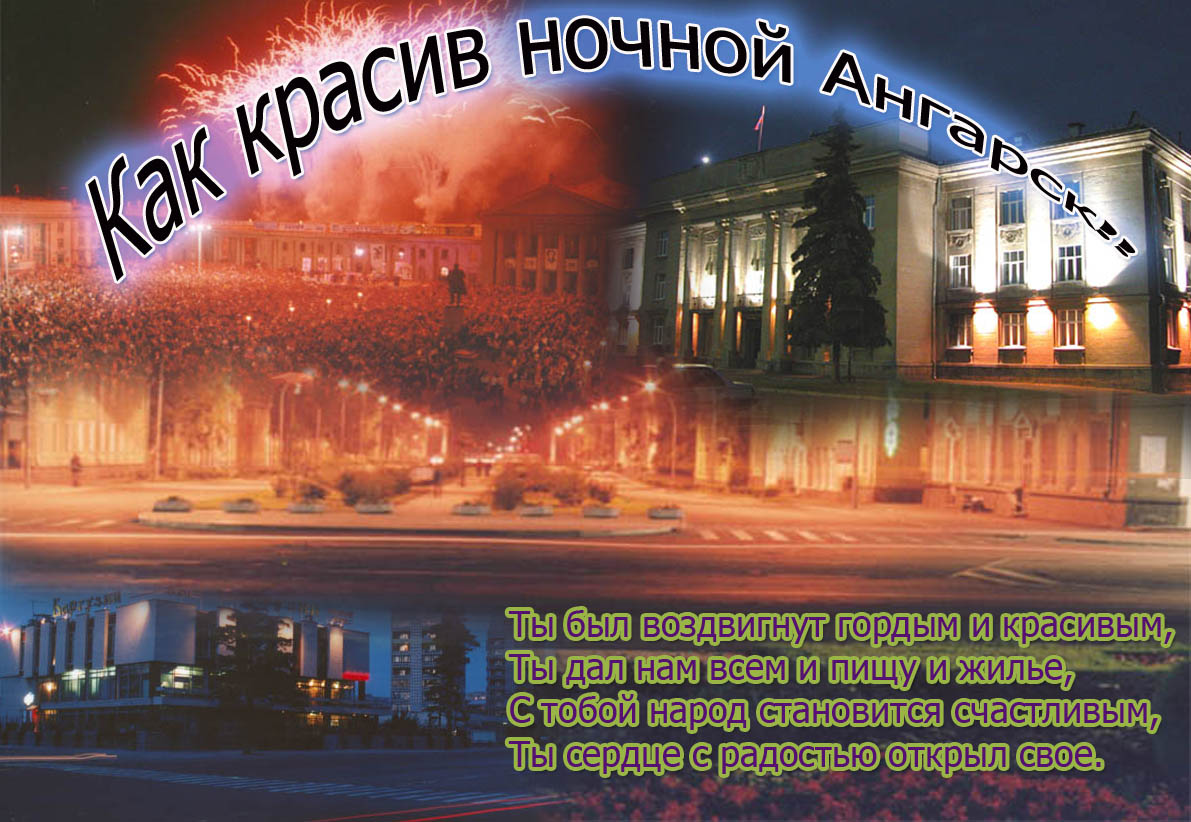 Как красив ночной Ангарск!!
Ты был воздвигнут гордым и красивым,
Ты дал нам всем и пищу и жилье,
С тобой народ становится счастливым,
Ты сердце с радостью открыл свое.